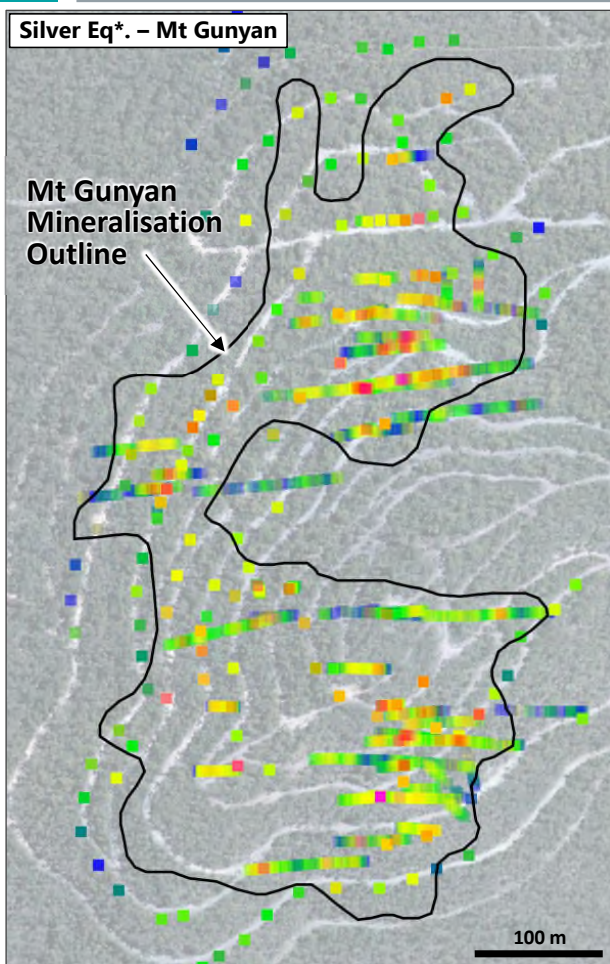 Silver Eq*. – Mt Gunyan
Mt Gunyan
Mineralisation
Outline
100 m